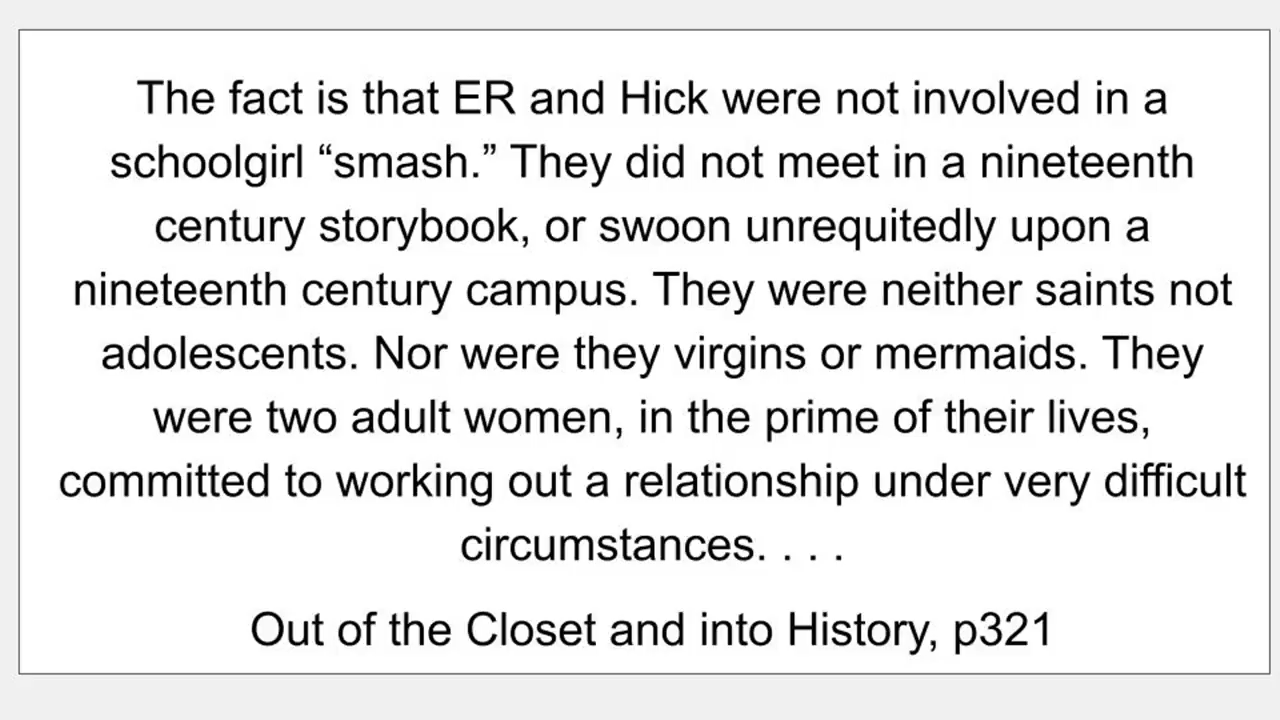 The fact is that ER and Hick were not involved in a
schoolgirl “smash.” They did not meet in a nineteenth
century storybook, or swoon unrequitedly upon a
nineteenth century campus. They were neither saints not
adolescents. Nor were they virgins or mermaids. They
were two adult women, in the prime of their lives,
committed to working out a relationship under very difficult
circumstances. . . .
Out of the Closet and into History, p321